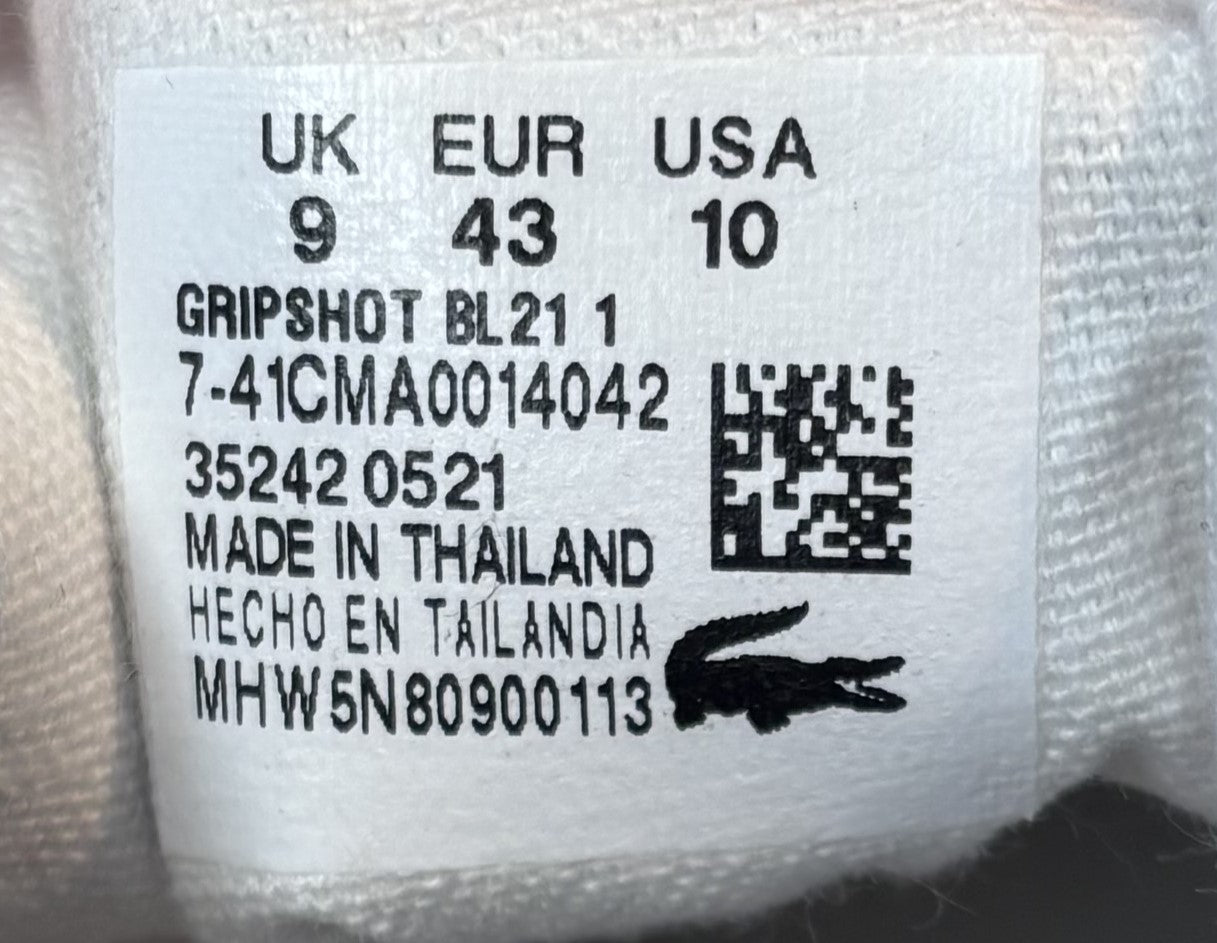 UK EUR USA
9 43 10
GRIPSHOT BL21 1
7-41CMA0014042
35242 0521
MADE IN THAILAND
HECHO EN TAILANDIA
MHW5N80900113